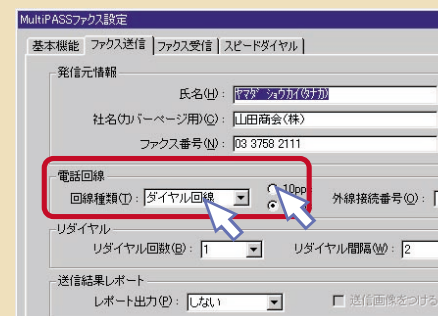 MultiPASSファクス設定
基本機能 ファクス送信 ファクス受信 スピードダイヤル
発信元情報
氏名(H): ヤマダ ショウカイ(タナカ)
社名(カバーページ用)(C): 山田商会(株)
ファクス番号(N): 03 3758 2111
電話回線
回線種類(T): ダイヤル回線 10pp 外線接続番号(O):
リダイヤル
リダイヤル回数(B): 1 リダイヤル間隔(W): 2
送信結果レポート
レポート出力(P): しない 送信画像をつける